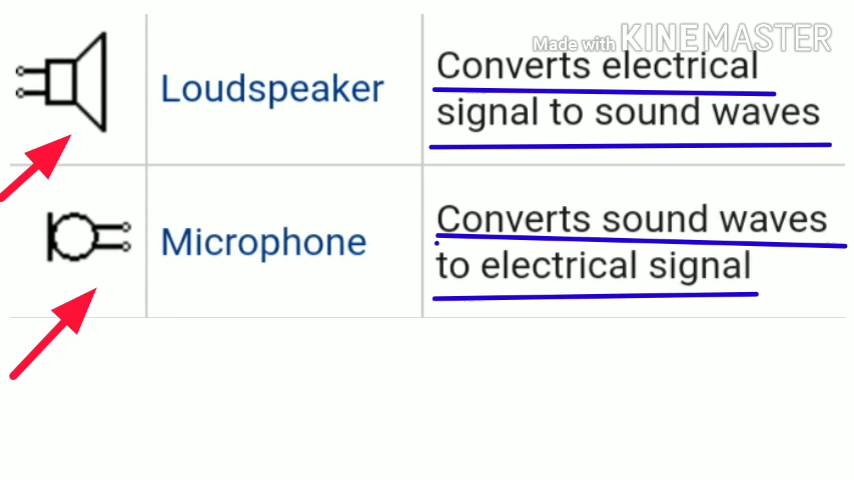 Made with KINEMASTER
Loudspeaker
Converts electrical
signal to sound waves
Microphone
Converts sound waves
to electrical signal